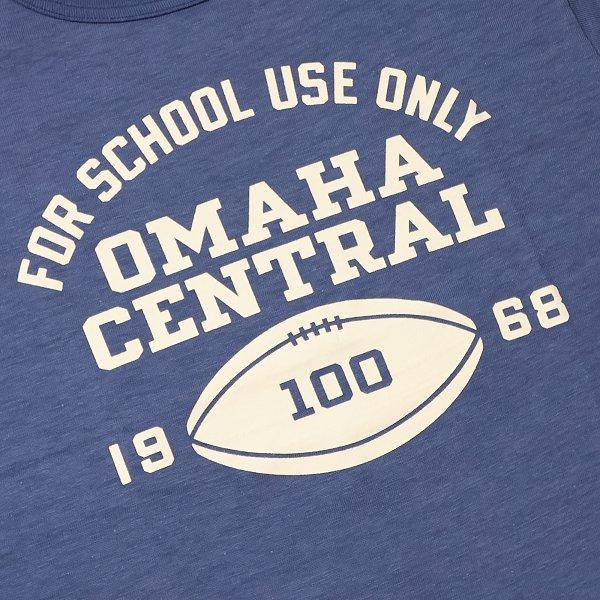 FOR SCHOOL USE ONLY
OMAHA
CENTRAL
19 100 68